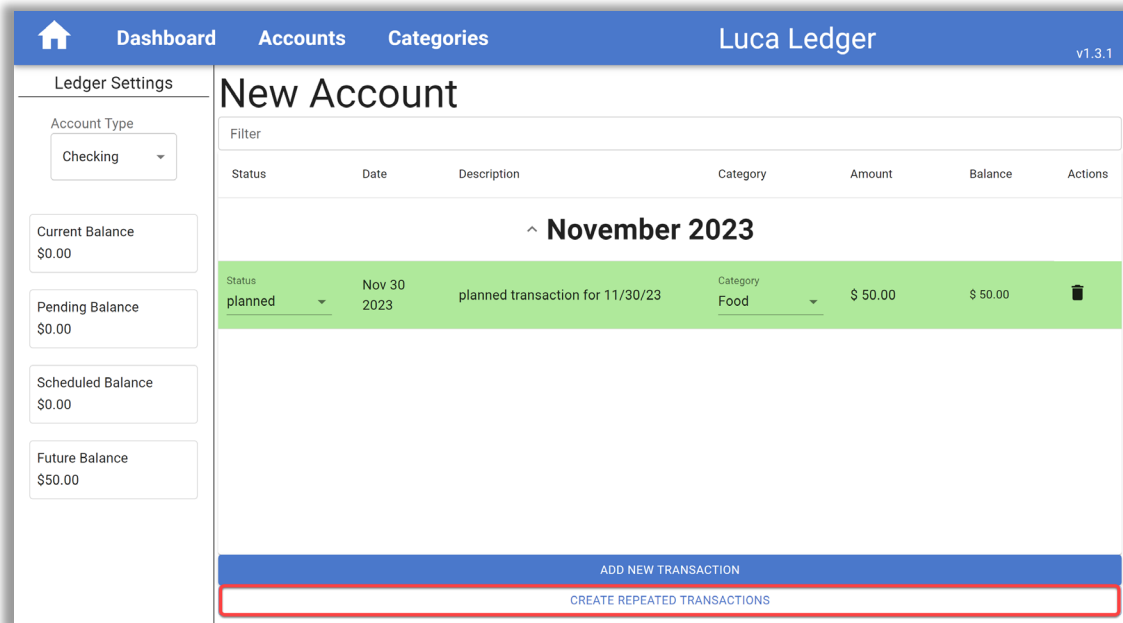 Dashboard Accounts Categories Luca Ledger v1.3.1
Ledger Settings
Account Type
Checking
Current Balance
$0.00
Pending Balance
$0.00
Scheduled Balance
$0.00
Future Balance
$50.00
New Account
Filter
Status Date Description Category Amount Balance Actions
November 2023
Status
planned
Nov 30
2023
planned transaction for 11/30/23
Category
Food
$ 50.00
$ 50.00
ADD NEW TRANSACTION
CREATE REPEATED TRANSACTIONS